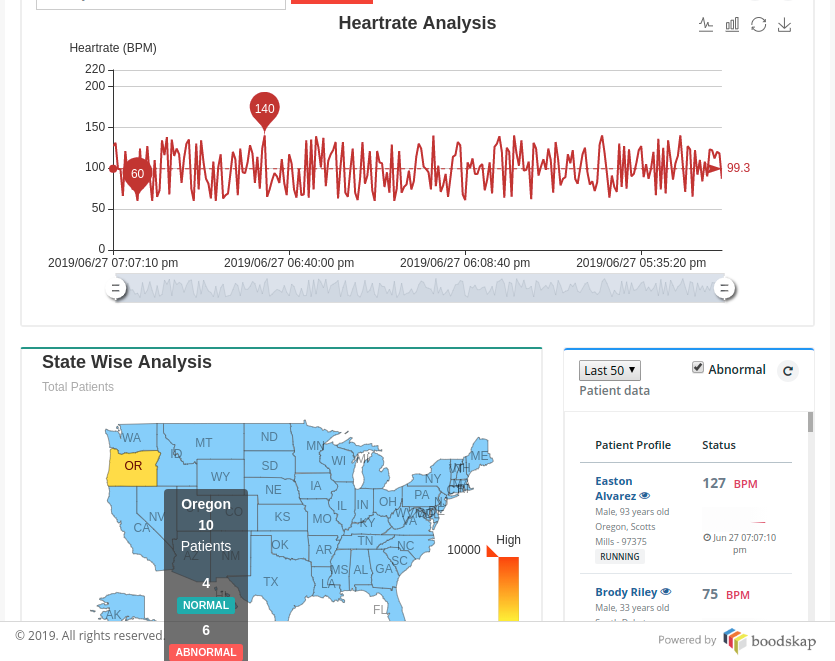 Heartrate Analysis
Heartrate (BPM)
220
200
150
100
50
0
140
60
99.3
2019/06/27 07:07:10 pm
2019/06/27 06:40:00 pm
2019/06/27 06:08:40 pm
2019/06/27 05:35:20 pm
State Wise Analysis
Total Patients
WA
OR
ID
MT
ND
SD
WY
NE
NV
CA
CO
KS
AZ
NM
OK
TX
MN
IA
MO
AR
LA
WI
MI
IL
IN
OH
KY
TN
MS
AL
GA
FL
SC
NC
VA
PA
NY
ME
AK
Oregon
10
Patients
4
NORMAL
6
ABNORMAL
High
10000
Last 50
Abnormal
Patient data
Patient Profile
Status
Easton
Alvarez
Male, 93 years old
Oregon, Scotts
Mills - 97375
RUNNING
127 BPM
Jun 27 07:07:10
pm
Brody Riley
Male, 33 years old
75 BPM
© 2019. All rights reserved.
Powered by boodskap